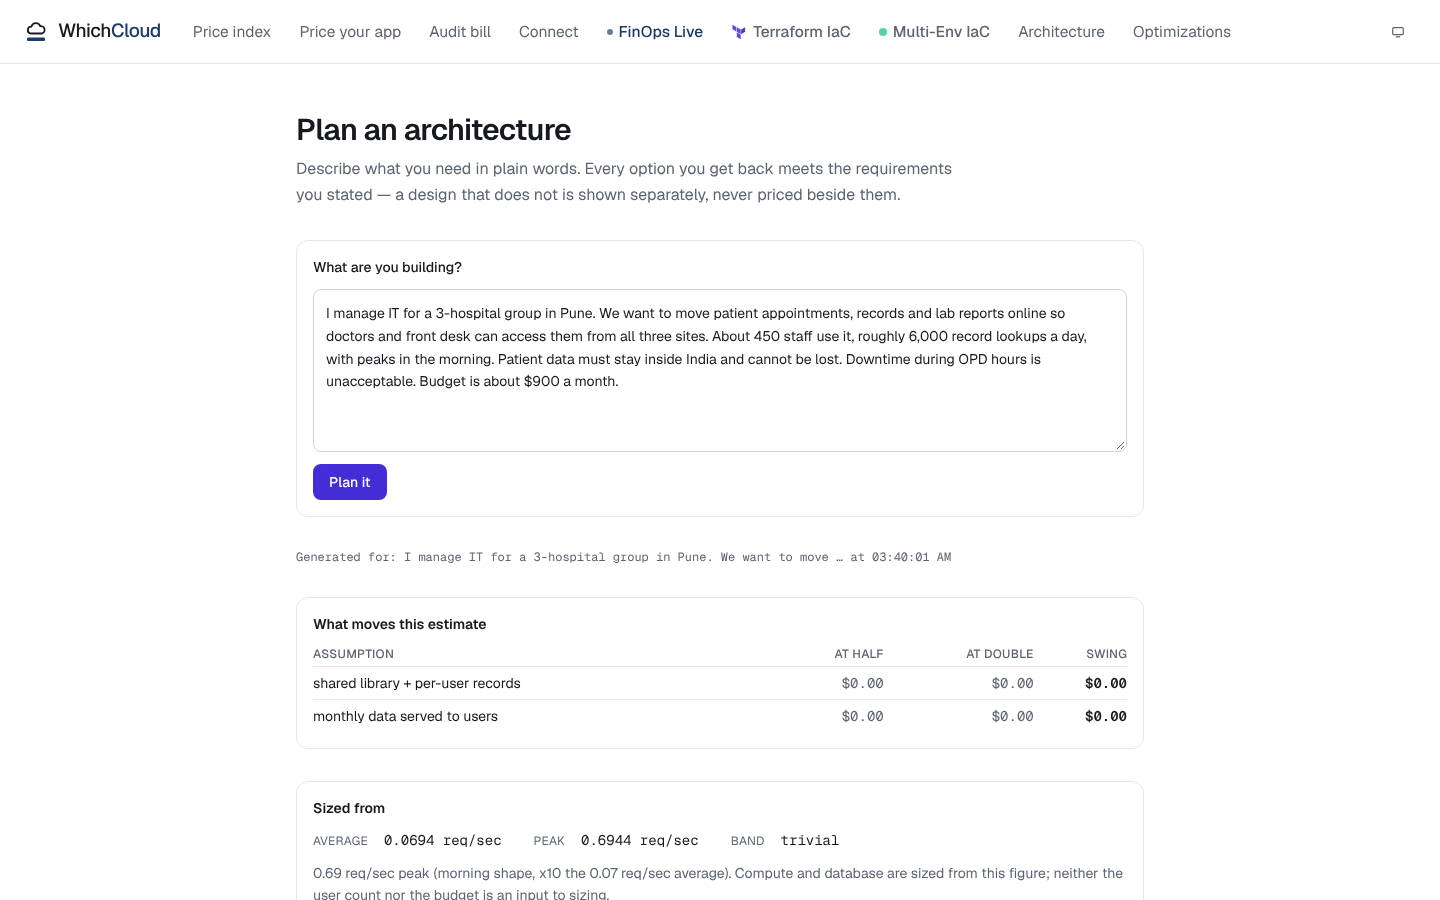 WhichCloud Price index Price your app Audit bill Connect FinOps Live Terraform IaC Multi-Env IaC Architecture Optimizations
Plan an architecture
Describe what you need in plain words. Every option you get back meets the requirements
you stated — a design that does not is shown separately, never priced beside them.
What are you building?
I manage IT for a 3-hospital group in Pune. We want to move patient appointments, records and lab reports online so
doctors and front desk can access them from all three sites. About 450 staff use it, roughly 6,000 record lookups a day,
with peaks in the morning. Patient data must stay inside India and cannot be lost. Downtime during OPD hours is
unacceptable. Budget is about $900 a month.
Plan it
Generated for: I manage IT for a 3-hospital group in Pune. We want to move … at 03:40:01 AM
What moves this estimate
ASSUMPTION AT HALF AT DOUBLE SWING
shared library + per-user records $0.00 $0.00 $0.00
monthly data served to users $0.00 $0.00 $0.00
Sized from
AVERAGE 0.0694 req/sec PEAK 0.6944 req/sec BAND trivial
0.69 req/sec peak (morning shape, x10 the 0.07 req/sec average). Compute and database are sized from this figure; neither the
user count nor the budget is an input to sizing.